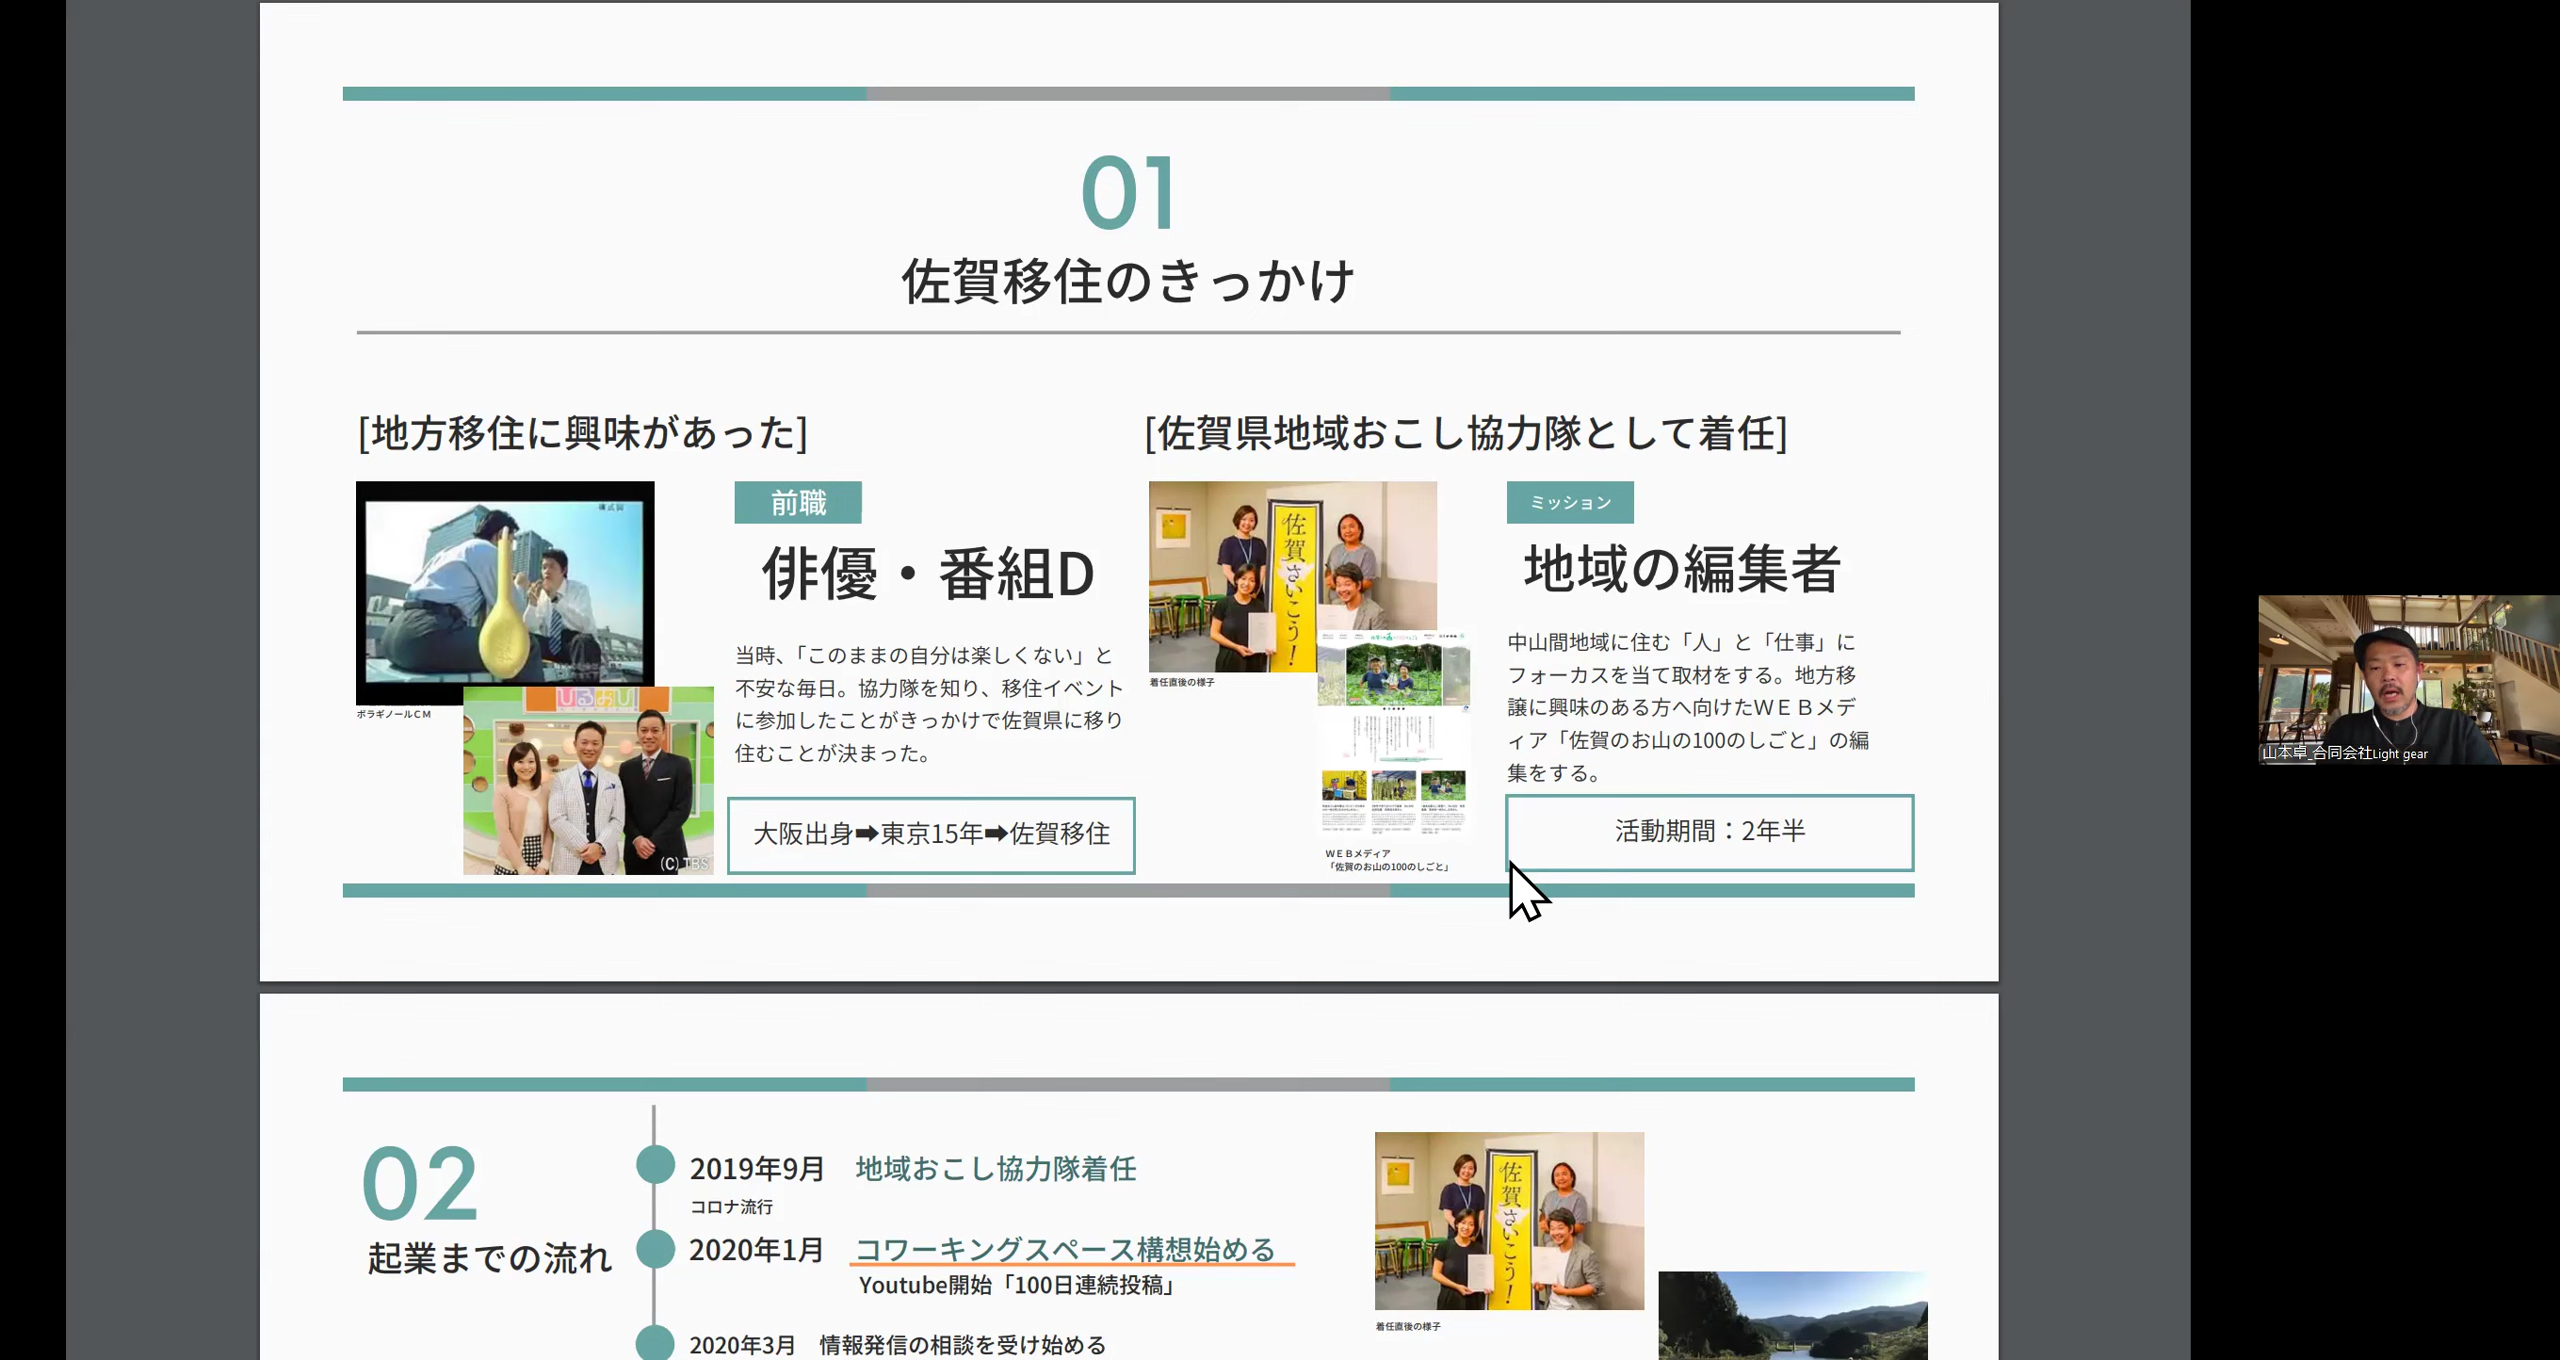 01
佐賀移住のきっかけ
[地方移住に興味があった]
ボラギノールCM
ひるおび
(C)TBS
前職
俳優・番組D
当時、「このままの自分は楽しくない」と
不安な毎日。協力隊を知り、移住イベント
に参加したことがきっかけで佐賀県に移り
住むことが決まった。
大阪出身➡東京15年➡佐賀移住
[佐賀県地域おこし協力隊として着任]
佐賀さいこう！
着任直後の様子
ＷＥＢメディア
「佐賀のお山の100のしごと」
ミッション
地域の編集者
中山間地域に住む「人」と「仕事」に
フォーカスを当て取材をする。地方移
譲に興味のある方へ向けたＷＥＢメデ
ィア「佐賀のお山の100のしごと」の編
集をする。
活動期間：2年半
山本卓_合同会社Light gear
02
起業までの流れ
2019年9月 地域おこし協力隊着任
コロナ流行
2020年1月 コワーキングスペース構想始める
Youtube開始「100日連続投稿」
2020年3月 情報発信の相談を受け始める
佐賀さいこう！
着任直後の様子